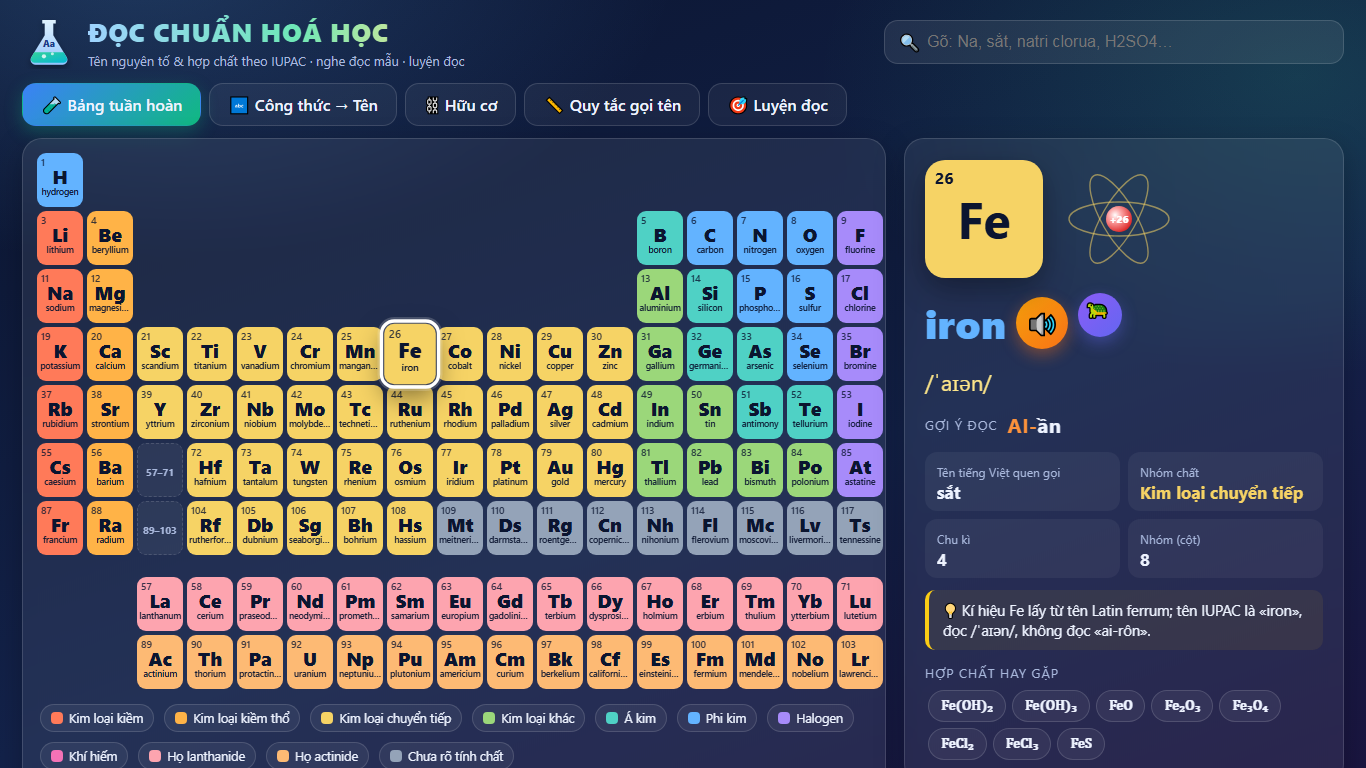 Aa
ĐỌC CHUẨN HOÁ HỌC
Tên nguyên tố & hợp chất theo IUPAC · nghe đọc mẫu · luyện đọc
Gõ: Na, sắt, natri clorua, H2SO4…
Bảng tuần hoàn
abc Công thức → Tên
Hữu cơ
Quy tắc gọi tên
Luyện đọc
1 H hydrogen
3 Li lithium
4 Be beryllium
5 B boron
6 C carbon
7 N nitrogen
8 O oxygen
9 F fluorine
11 Na sodium
12 Mg magnesi…
13 Al aluminium
14 Si silicon
15 P phospho…
16 S sulfur
17 Cl chlorine
19 K potassium
20 Ca calcium
21 Sc scandium
22 Ti titanium
23 V vanadium
24 Cr chromium
25 Mn mangan…
26 Fe iron
27 Co cobalt
28 Ni nickel
29 Cu copper
30 Zn zinc
31 Ga gallium
32 Ge germani…
33 As arsenic
34 Se selenium
35 Br bromine
37 Rb rubidium
38 Sr strontium
39 Y yttrium
40 Zr zirconium
41 Nb niobium
42 Mo molybde…
43 Tc techneti…
44 Ru ruthenium
45 Rh rhodium
46 Pd palladium
47 Ag silver
48 Cd cadmium
49 In indium
50 Sn tin
51 Sb antimony
52 Te tellurium
53 I iodine
55 Cs caesium
56 Ba barium
57–71
72 Hf hafnium
73 Ta tantalum
74 W tungsten
75 Re rhenium
76 Os osmium
77 Ir iridium
78 Pt platinum
79 Au gold
80 Hg mercury
81 Tl thallium
82 Pb lead
83 Bi bismuth
84 Po polonium
85 At astatine
87 Fr francium
88 Ra radium
89–103
104 Rf rutherfor…
105 Db dubnium
106 Sg seaborgi…
107 Bh bohrium
108 Hs hassium
109 Mt meitneri…
110 Ds darmsta…
111 Rg roentge…
112 Cn copernic…
113 Nh nihonium
114 Fl flerovium
115 Mc moscovi…
116 Lv livermori…
117 Ts tennessine
57 La lanthanum
58 Ce cerium
59 Pr praseod…
60 Nd neodymi…
61 Pm prometh…
62 Sm samarium
63 Eu europium
64 Gd gadolini…
65 Tb terbium
66 Dy dysprosi…
67 Ho holmium
68 Er erbium
69 Tm thulium
70 Yb ytterbium
71 Lu lutetium
89 Ac actinium
90 Th thorium
91 Pa protactin…
92 U uranium
93 Np neptuniu…
94 Pu plutonium
95 Am americium
96 Cm curium
97 Bk berkelium
98 Cf californi…
99 Es einsteini…
100 Fm fermium
101 Md mendele…
102 No nobelium
103 Lr lawrenci…
Kim loại kiềm
Kim loại kiềm thổ
Kim loại chuyển tiếp
Kim loại khác
Á kim
Phi kim
Halogen
Khí hiếm
Họ lanthanide
Họ actinide
Chưa rõ tính chất
26
Fe
+26
iron
/ˈaɪən/
GỢI Ý ĐỌC AI-ần
Tên tiếng Việt quen gọi
sắt
Nhóm chất
Kim loại chuyển tiếp
Chu kì
4
Nhóm (cột)
8
Kí hiệu Fe lấy từ tên Latin ferrum; tên IUPAC là «iron»,
đọc /ˈaɪən/, không đọc «ai-rôn».
HỢP CHẤT HAY GẶP
Fe(OH)₂
Fe(OH)₃
FeO
Fe₂O₃
Fe₃O₄
FeCl₂
FeCl₃
FeS